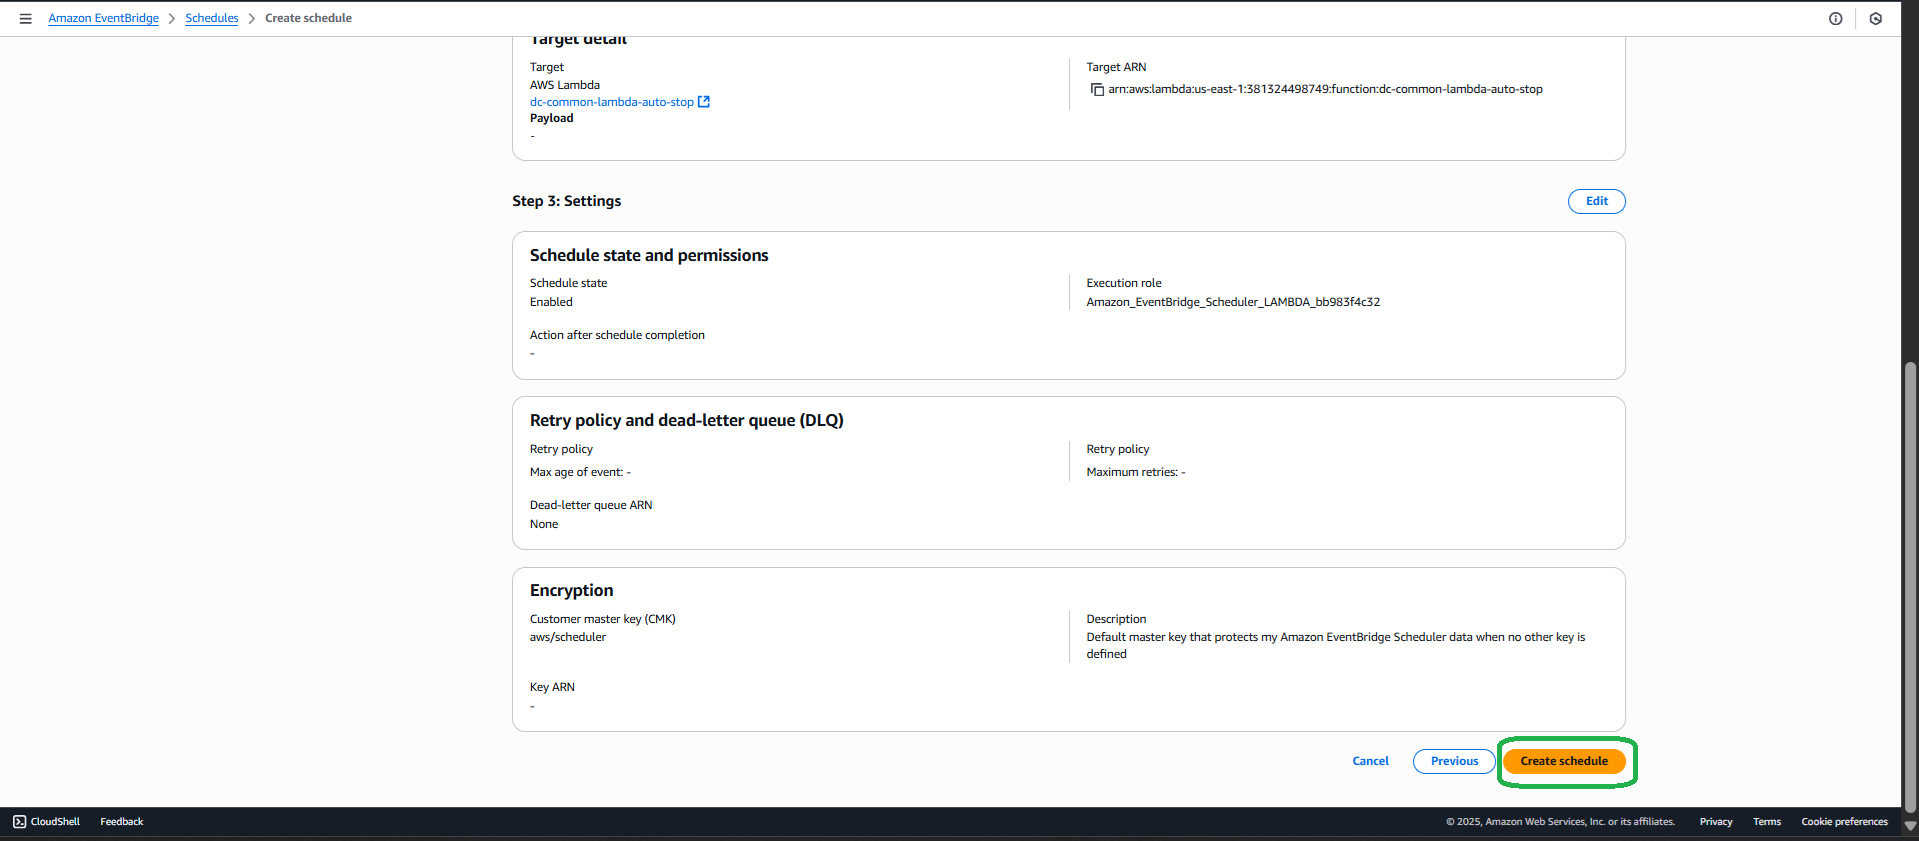 Amazon EventBridge > Schedules > Create schedule
Target detail
Target
AWS Lambda
dc-common-lambda-auto-stop
Payload
-
Target ARN
arn:aws:lambda:us-east-1:381324498749:function:dc-common-lambda-auto-stop
Step 3: Settings
Edit
Schedule state and permissions
Schedule state
Enabled
Execution role
Amazon_EventBridge_Scheduler_LAMBDA_bb983f4c32
Action after schedule completion
-
Retry policy and dead-letter queue (DLQ)
Retry policy
Max age of event: -
Retry policy
Maximum retries: -
Dead-letter queue ARN
None
Encryption
Customer master key (CMK)
aws/scheduler
Description
Default master key that protects my Amazon EventBridge Scheduler data when no other key is
defined
Key ARN
-
Cancel
Previous
Create schedule
CloudShell
Feedback
© 2025, Amazon Web Services, Inc. or its affiliates.
Privacy
Terms
Cookie preferences